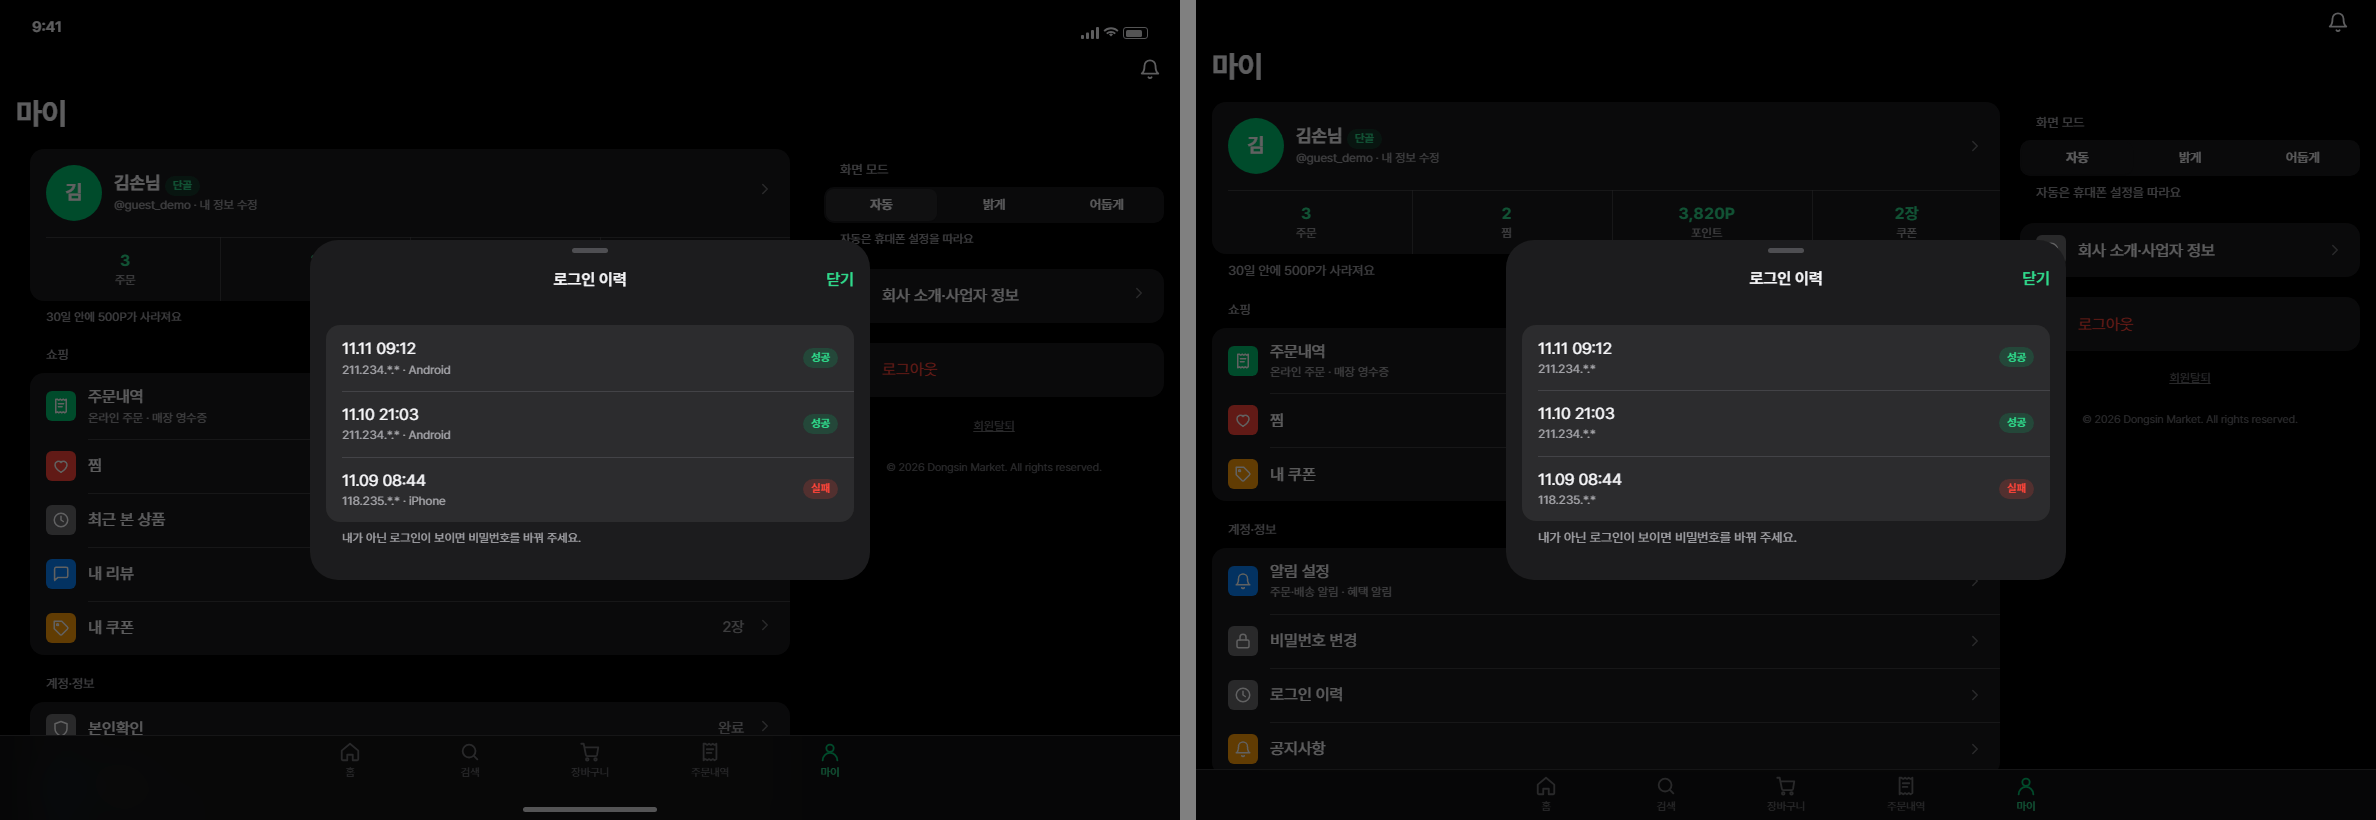 9:41
마이
김
김손님 단골
@guest_demo · 내 정보 수정
3
주문
30일 안에 500P가 사라져요
쇼핑
주문내역
온라인 주문 · 매장 영수증
찜
최근 본 상품
내 리뷰
내 쿠폰
2장
계정·정보
본인확인
완료
화면 모드
자동
밝게
어둡게
자동은 휴대폰 설정을 따라요
회사 소개·사업자 정보
로그아웃
회원탈퇴
© 2026 Dongsin Market. All rights reserved.
로그인 이력
닫기
11.11 09:12
211.234.*.* · Android
성공
11.10 21:03
211.234.*.* · Android
성공
11.09 08:44
118.235.*.* · iPhone
실패
내가 아닌 로그인이 보이면 비밀번호를 바꿔 주세요.
홈
검색
장바구니
주문내역
마이
마이
김
김손님 단골
@guest_demo · 내 정보 수정
3
주문
2
찜
3,820P
포인트
2장
쿠폰
30일 안에 500P가 사라져요
쇼핑
주문내역
온라인 주문 · 매장 영수증
찜
내 쿠폰
계정·정보
알림 설정
주문·배송 알림 · 혜택 알림
비밀번호 변경
로그인 이력
공지사항
화면 모드
자동
밝게
어둡게
자동은 휴대폰 설정을 따라요
회사 소개·사업자 정보
로그아웃
회원탈퇴
© 2026 Dongsin Market. All rights reserved.
로그인 이력
닫기
11.11 09:12
211.234.*.*
성공
11.10 21:03
211.234.*.*
성공
11.09 08:44
118.235.*.*
실패
내가 아닌 로그인이 보이면 비밀번호를 바꿔 주세요.
홈
검색
장바구니
주문내역
마이